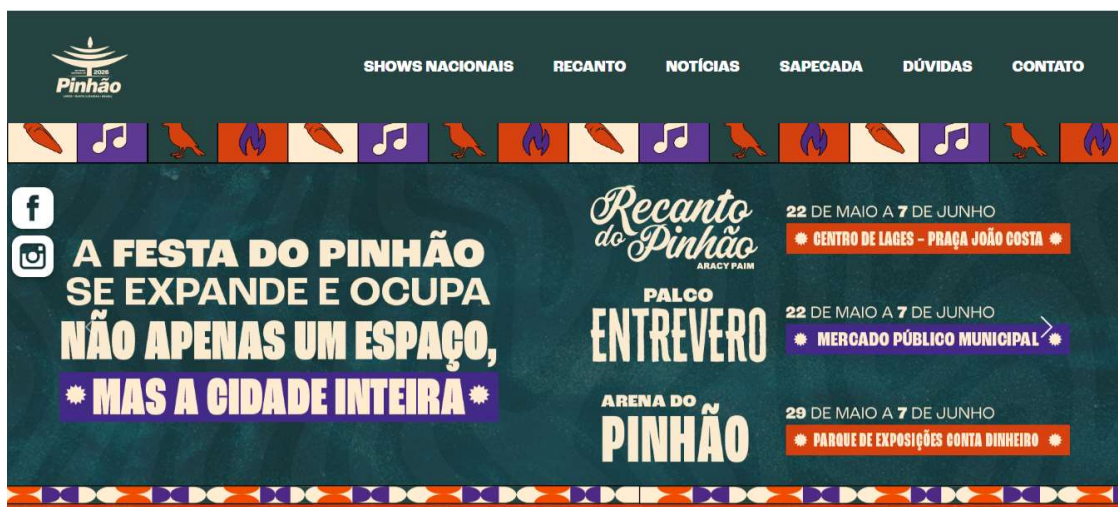 2026
Pinhão
SHOWS NACIONAIS
RECANTO
NOTÍCIAS
SAPECADA
DÚVIDAS
CONTATO
A FESTA DO PINHÃO
SE EXPANDE E OCUPA
NÃO APENAS UM ESPAÇO,
MAS A CIDADE INTEIRA
Recanto
do Pinhão
ARACY PAIM
22 DE MAIO A 7 DE JUNHO
CENTRO DE LAGES - PRAÇA JOÃO COSTA
PALCO
ENTREVERO
22 DE MAIO A 7 DE JUNHO
MERCADO PÚBLICO MUNICIPAL
ARENA DO
PINHÃO
29 DE MAIO A 7 DE JUNHO
PARQUE DE EXPOSIÇÕES CONTA DINHEIRO